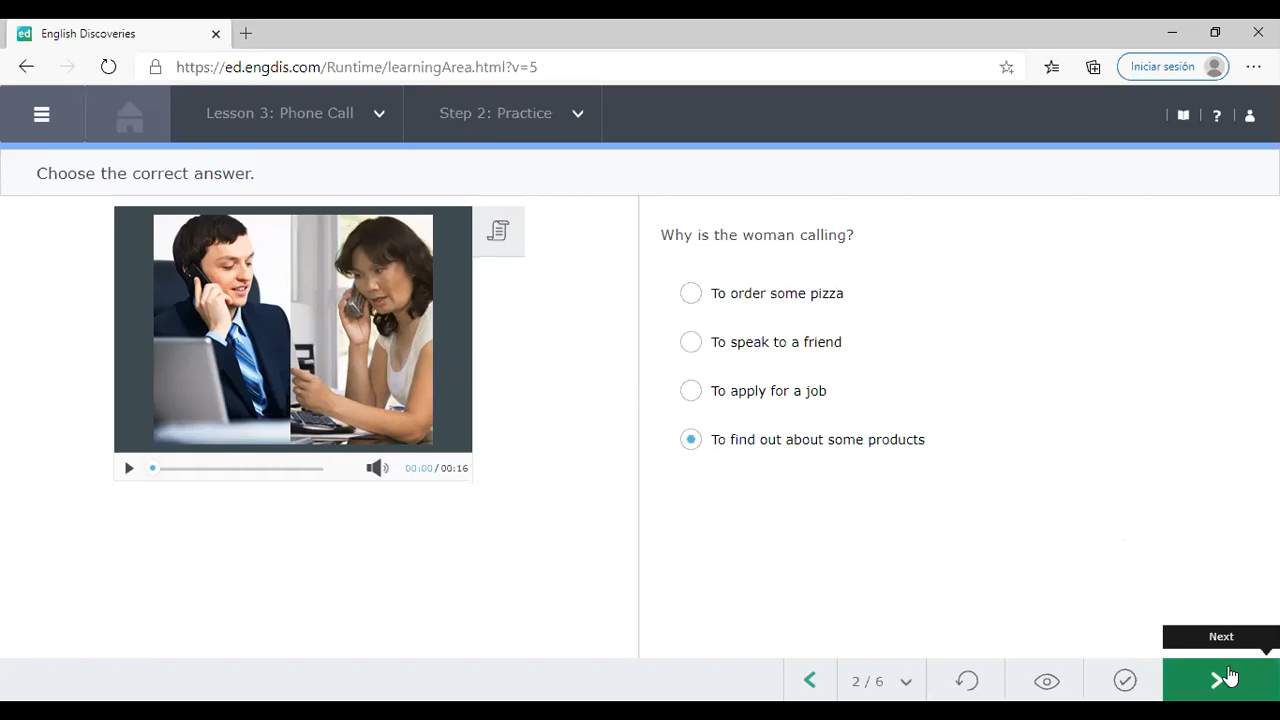 ed English Discoveries
https://ed.engdis.com/Runtime/learningArea.html?v=5
Iniciar sesión
Lesson 3: Phone Call
Step 2: Practice
?
Choose the correct answer.
Why is the woman calling?
To order some pizza
To speak to a friend
To apply for a job
To find out about some products
00:00/00:16
Next
2 / 6